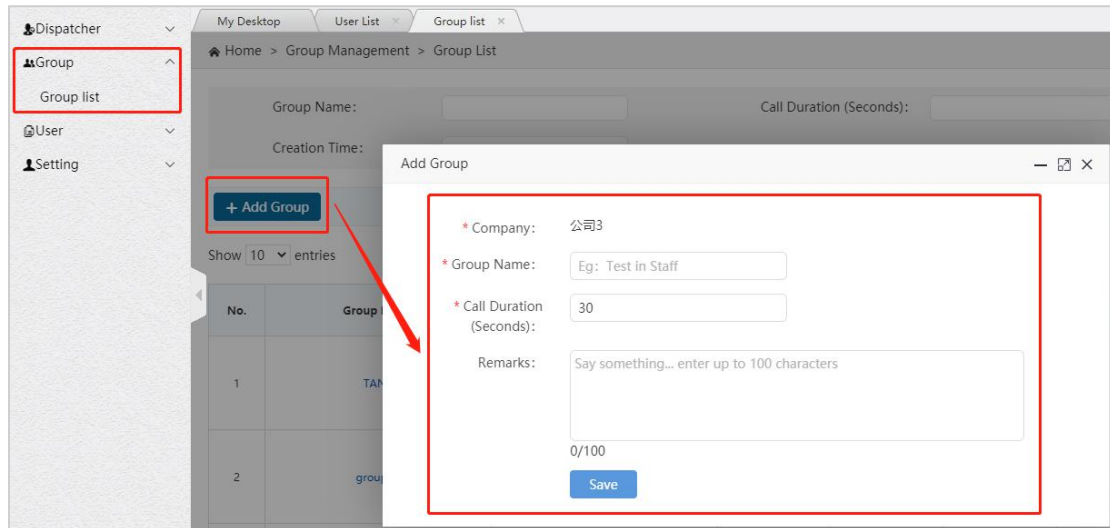 Dispatcher
Group
Group list
User
Setting
My Desktop
User List
Group list
Home > Group Management > Group List
Group Name:
Call Duration (Seconds):
Creation Time:
+ Add Group
Show 10 entries
No.
Group
1
TAN
2
group
Add Group
* Company: 公司3
* Group Name: Eg: Test in Staff
* Call Duration (Seconds): 30
Remarks: Say something... enter up to 100 characters
0/100
Save